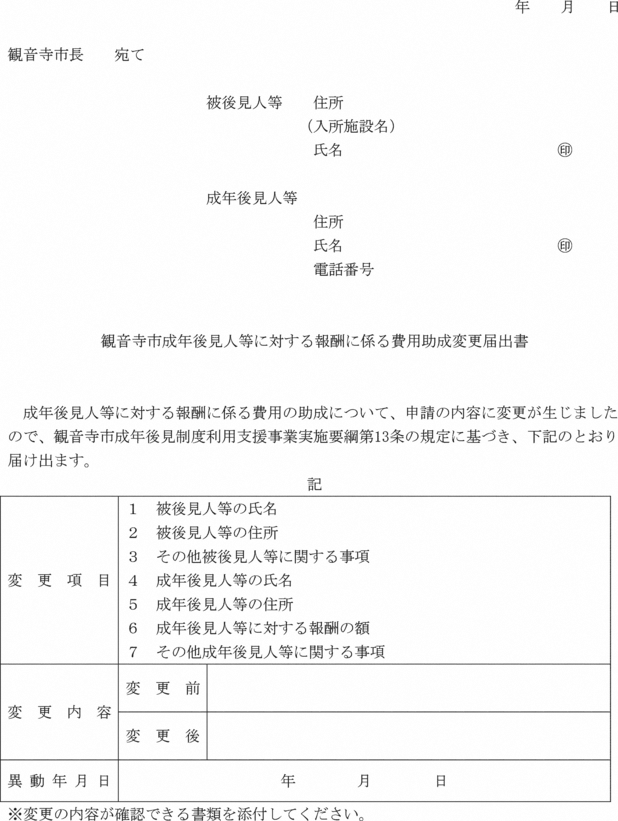 年　月　日
観音寺市長　宛て
被後見人等　住所
（入所施設名）
氏名　㊞
成年後見人等
住所
氏名　㊞
電話番号
観音寺市成年後見人等に対する報酬に係る費用助成変更届出書
成年後見人等に対する報酬に係る費用の助成について、申請の内容に変更が生じました
ので、観音寺市成年後見制度利用支援事業実施要綱第13条の規定に基づき、下記のとおり
届け出ます。
記
変更項目
１　被後見人等の氏名
２　被後見人等の住所
３　その他被後見人等に関する事項
４　成年後見人等の氏名
５　成年後見人等の住所
６　成年後見人等に対する報酬の額
７　その他成年後見人等に関する事項
変更内容
変更前
変更後
異動年月日　年　月　日
※変更の内容が確認できる書類を添付してください。